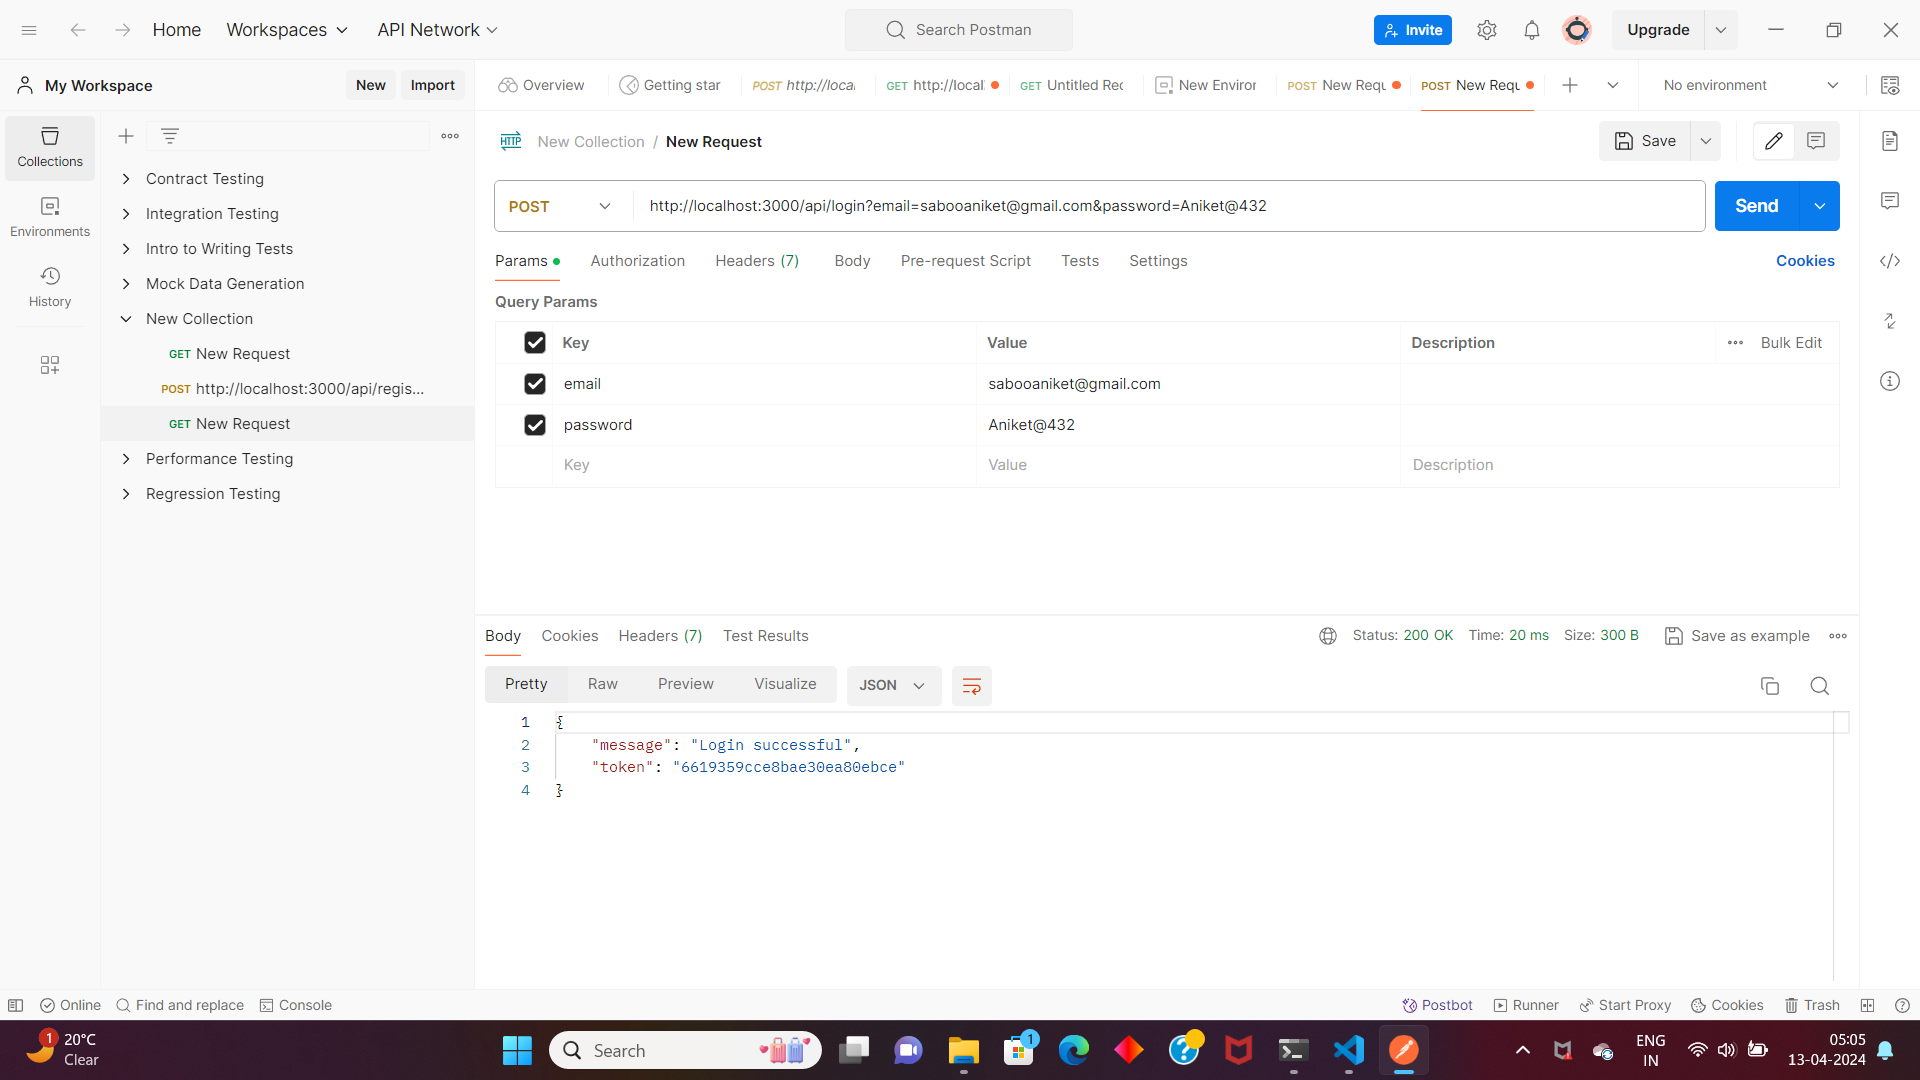 Home
Workspaces
API Network
Search Postman
Invite
Upgrade
My Workspace
New
Import
Overview
Getting star
POST http://loca
GET http://local
GET Untitled Rec
New Environ
POST New Requ
POST New Requ
No environment
Collections
Environments
History
Contract Testing
Integration Testing
Intro to Writing Tests
Mock Data Generation
New Collection
GET New Request
POST http://localhost:3000/api/regis...
GET New Request
Performance Testing
Regression Testing
HTTP New Collection / New Request
Save
POST
http://localhost:3000/api/login?email=sabooaniket@gmail.com&password=Aniket@432
Send
Params
Authorization
Headers (7)
Body
Pre-request Script
Tests
Settings
Cookies
Query Params
Key Value Description Bulk Edit
email sabooaniket@gmail.com
password Aniket@432
Key Value Description
Body
Cookies
Headers (7)
Test Results
Status: 200 OK Time: 20 ms Size: 300 B
Save as example
Pretty
Raw
Preview
Visualize
JSON
1 {
2 "message": "Login successful",
3 "token": "6619359cce8bae30ea80ebce"
4 }
Online
Find and replace
Console
Postbot
Runner
Start Proxy
Cookies
Trash
1
20°C
Clear
Search
1
ENG
IN
05:05
13-04-2024